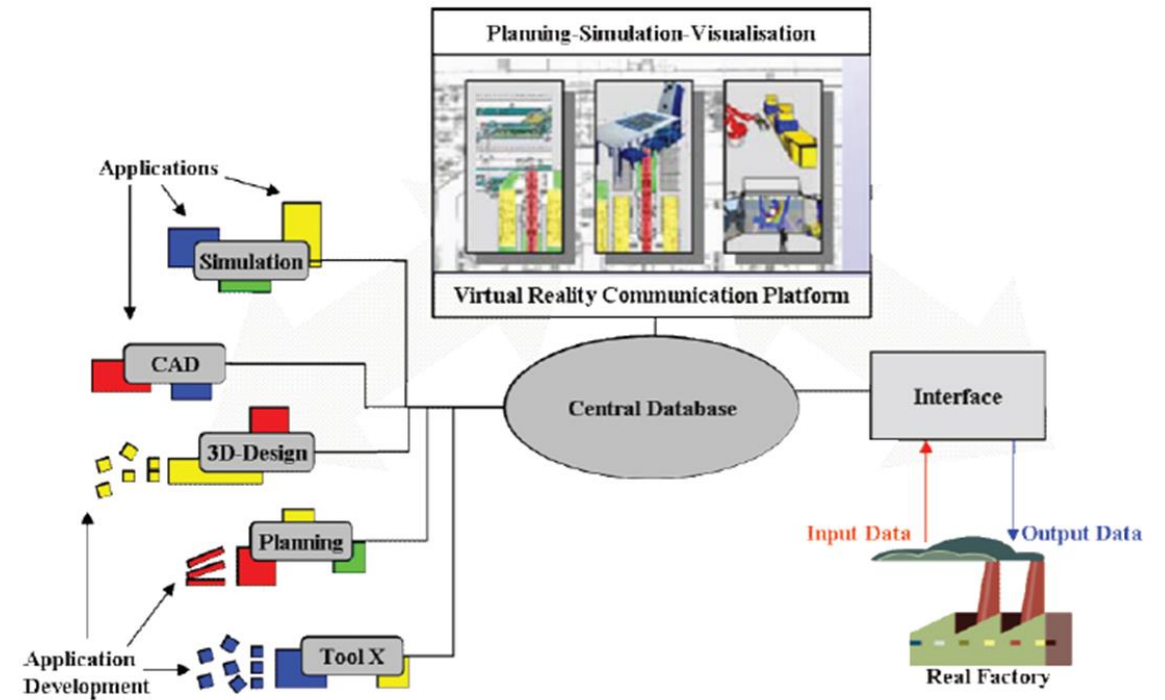 Planning-Simulation-Visualisation
Virtual Reality Communication Platform
Applications
Simulation
CAD
3D-Design
Planning
Tool X
Application
Development
Central Database
Interface
Input Data
Output Data
Real Factory